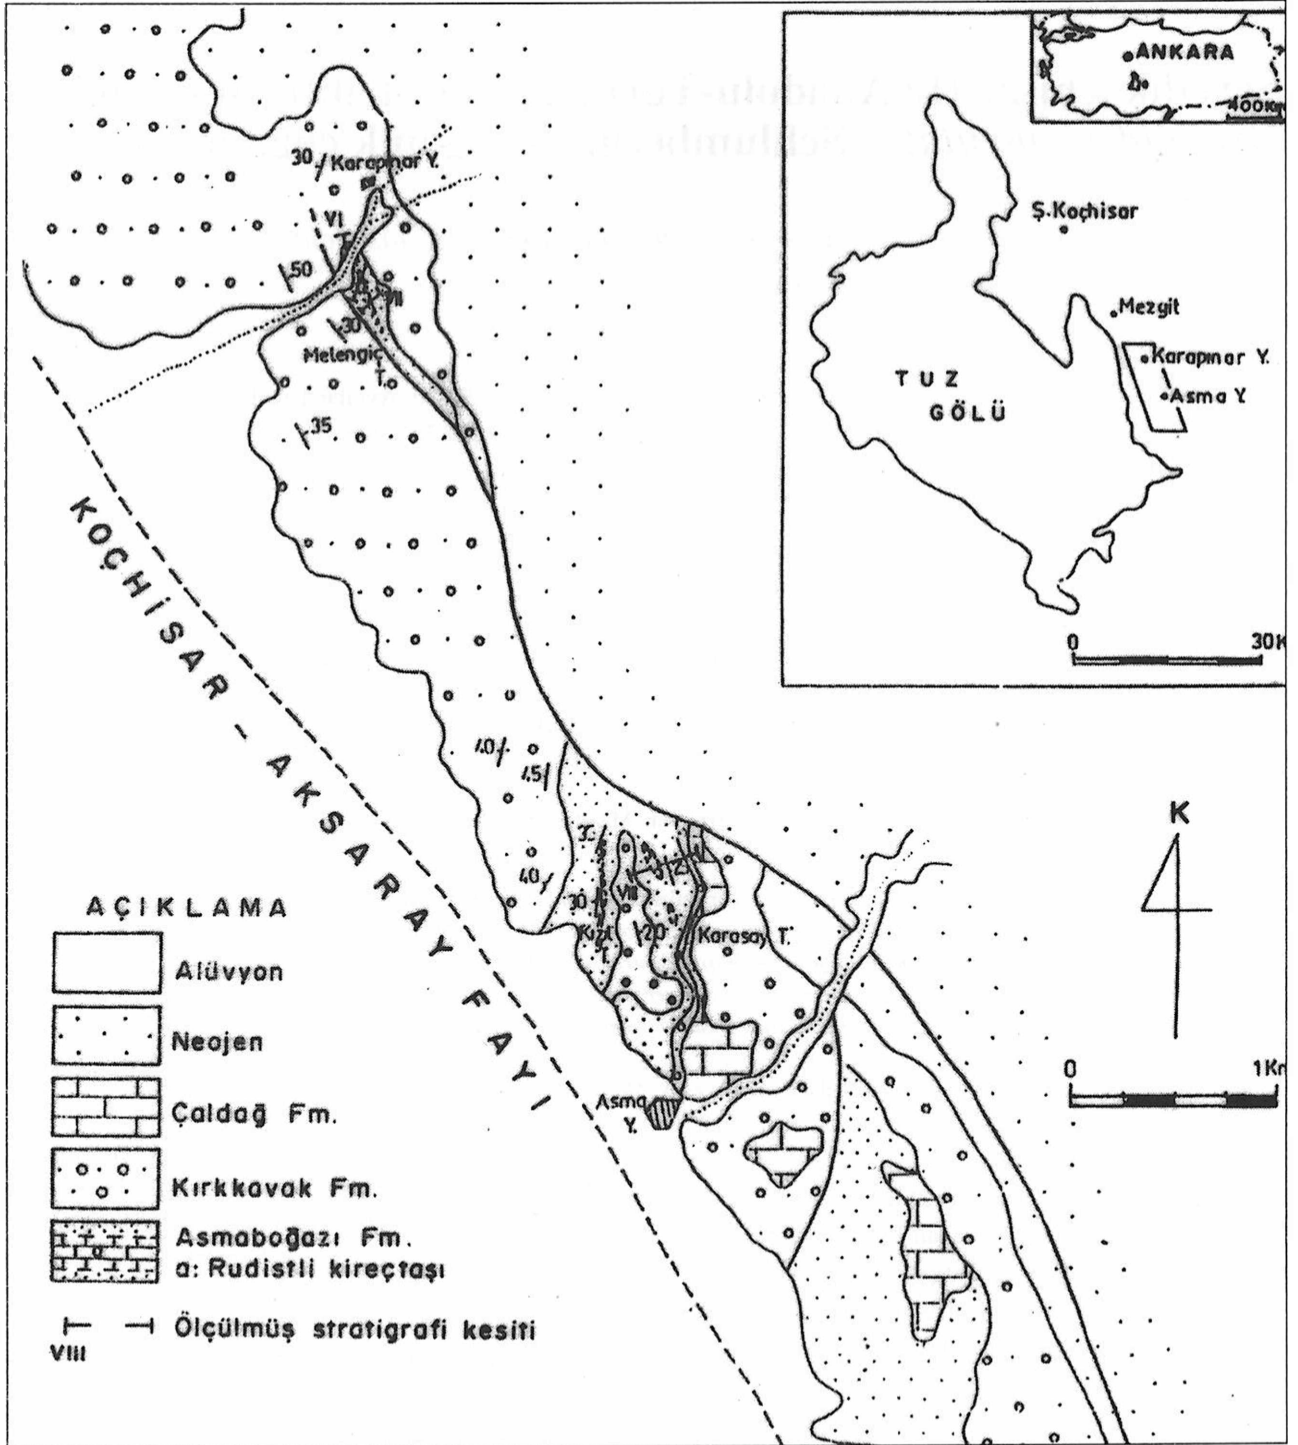 ANKARA
400Km
Ş.Koçhisar
Mezgit
Karapınar Y.
Asma Y.
TUZ
GÖLÜ
0 30K
30
Karapınar Y.
VI
50
VII
30
Melengiç
T.
35
KOÇHİSAR - AKSARAY FAYI
40
45
40
30
VIII
25
20
Kızıl
T.
Karasay T.
Asma
Y.
K
0 1Km
AÇIKLAMA
Alüvyon
Neojen
Çaldağ Fm.
Kırkkavak Fm.
Asmaboğazı Fm.
a
a: Rudistli kireçtaşı
Ölçülmüş stratigrafi kesiti
VIII